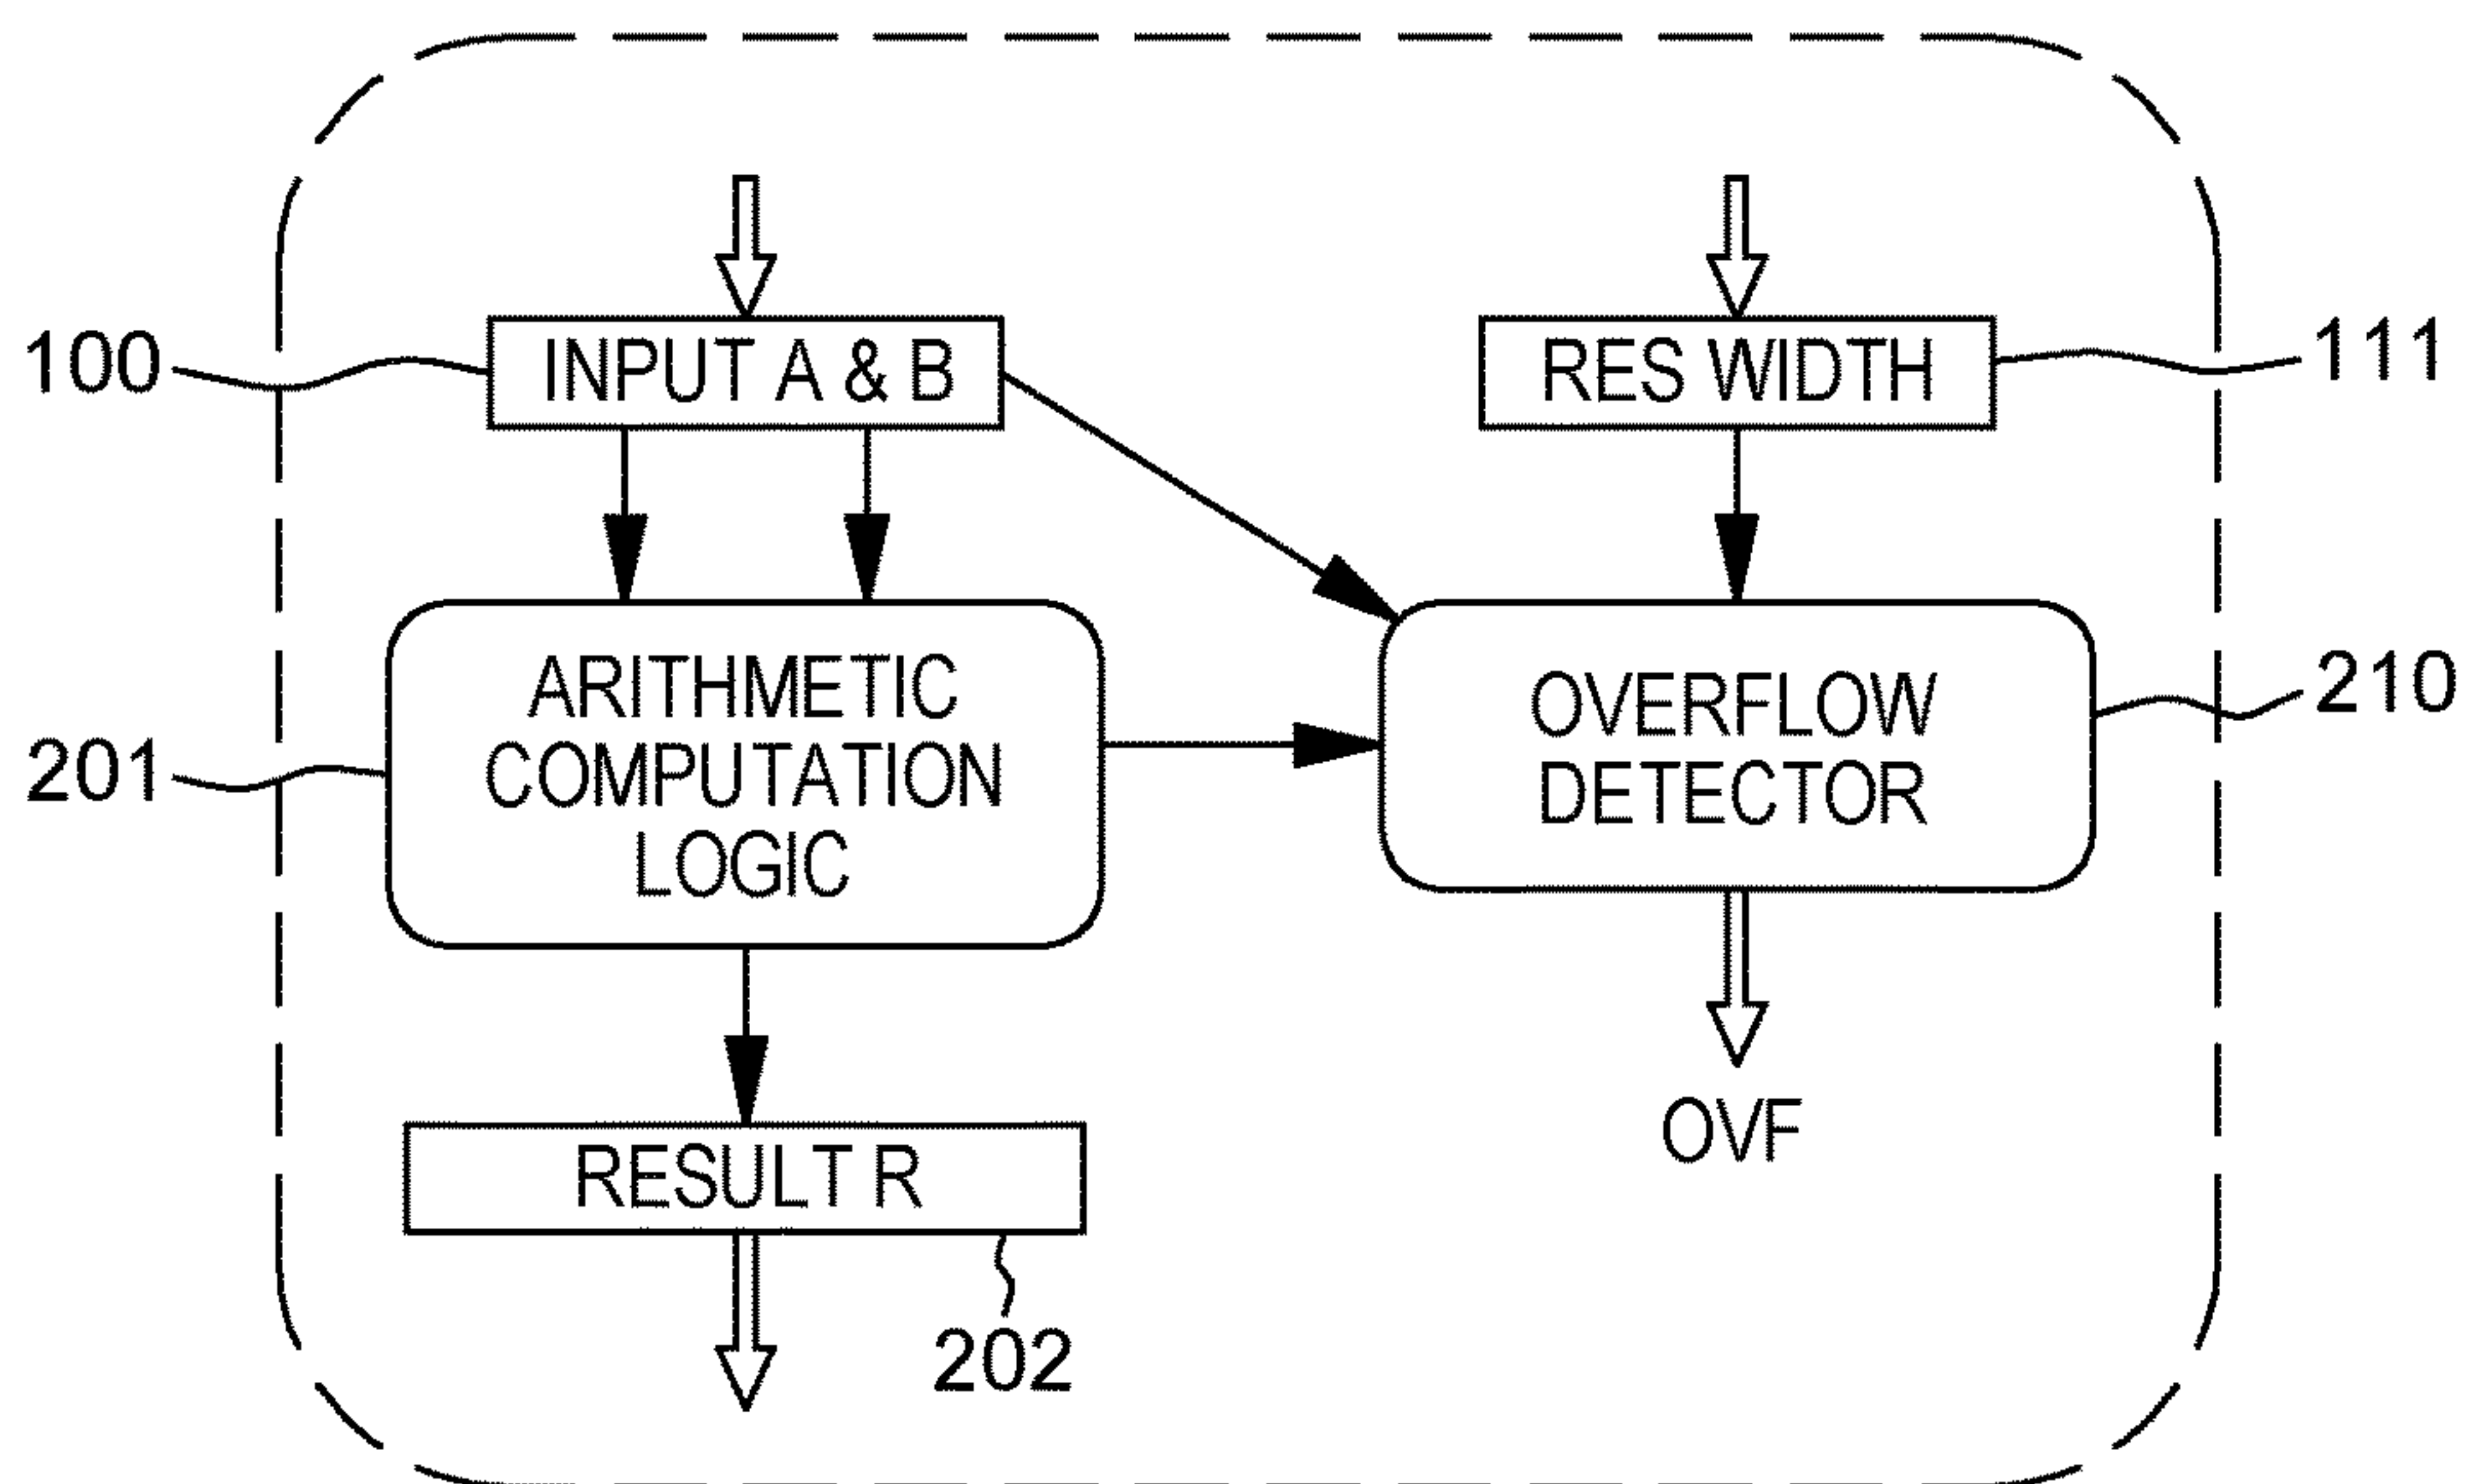 100
INPUT A & B
RES WIDTH
111
201
ARITHMETIC
COMPUTATION
LOGIC
OVERFLOW
DETECTOR
210
OVF
RESULT R
202